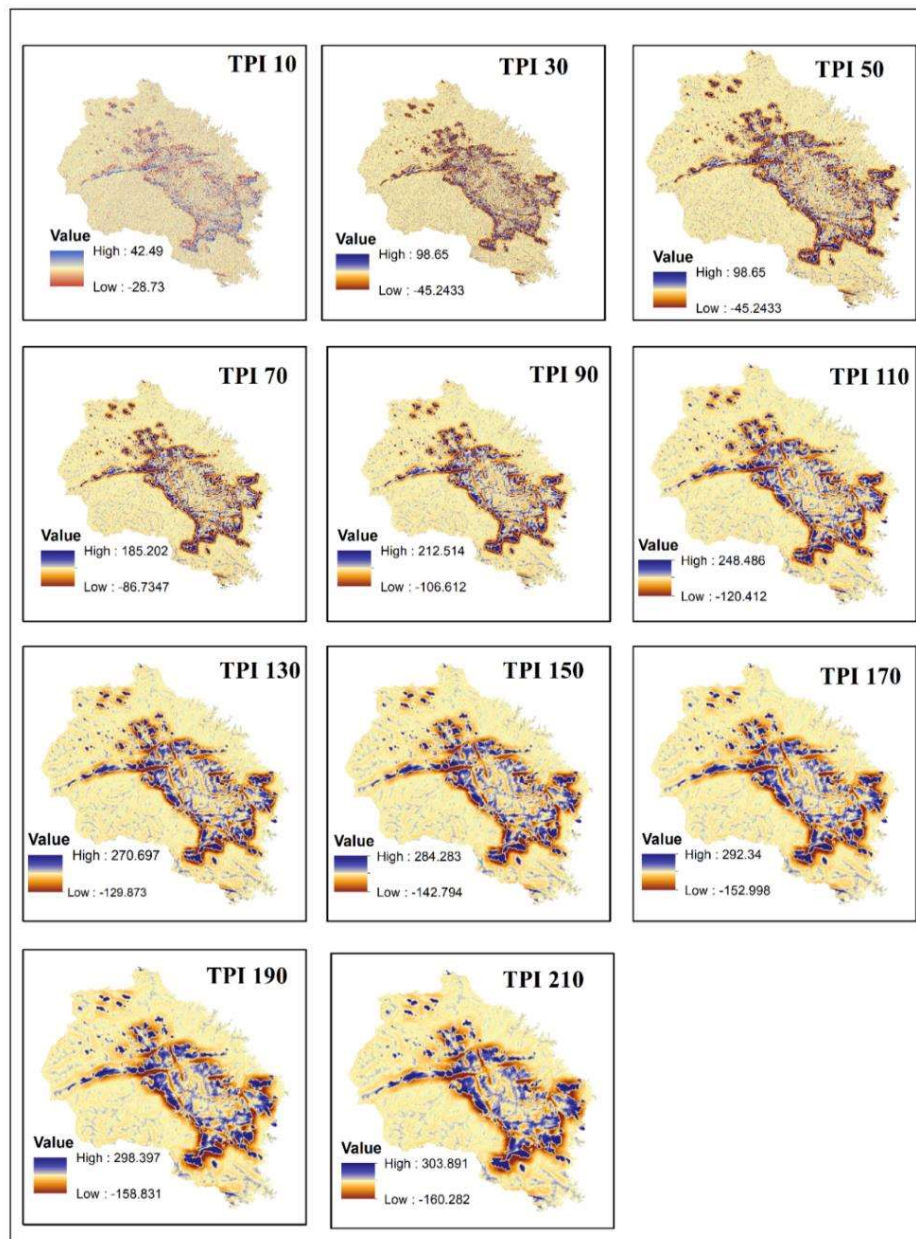 TPI 10
Value
High : 42.49
Low : -28.73
TPI 30
Value
High : 98.65
Low : -45.2433
TPI 50
Value
High : 98.65
Low : -45.2433
TPI 70
Value
High : 185.202
Low : -86.7347
TPI 90
Value
High : 212.514
Low : -106.612
TPI 110
Value
High : 248.486
Low : -120.412
TPI 130
Value
High : 270.697
Low : -129.873
TPI 150
Value
High : 284.283
Low : -142.794
TPI 170
Value
High : 292.34
Low : -152.998
TPI 190
Value
High : 298.397
Low : -158.831
TPI 210
Value
High : 303.891
Low : -160.282